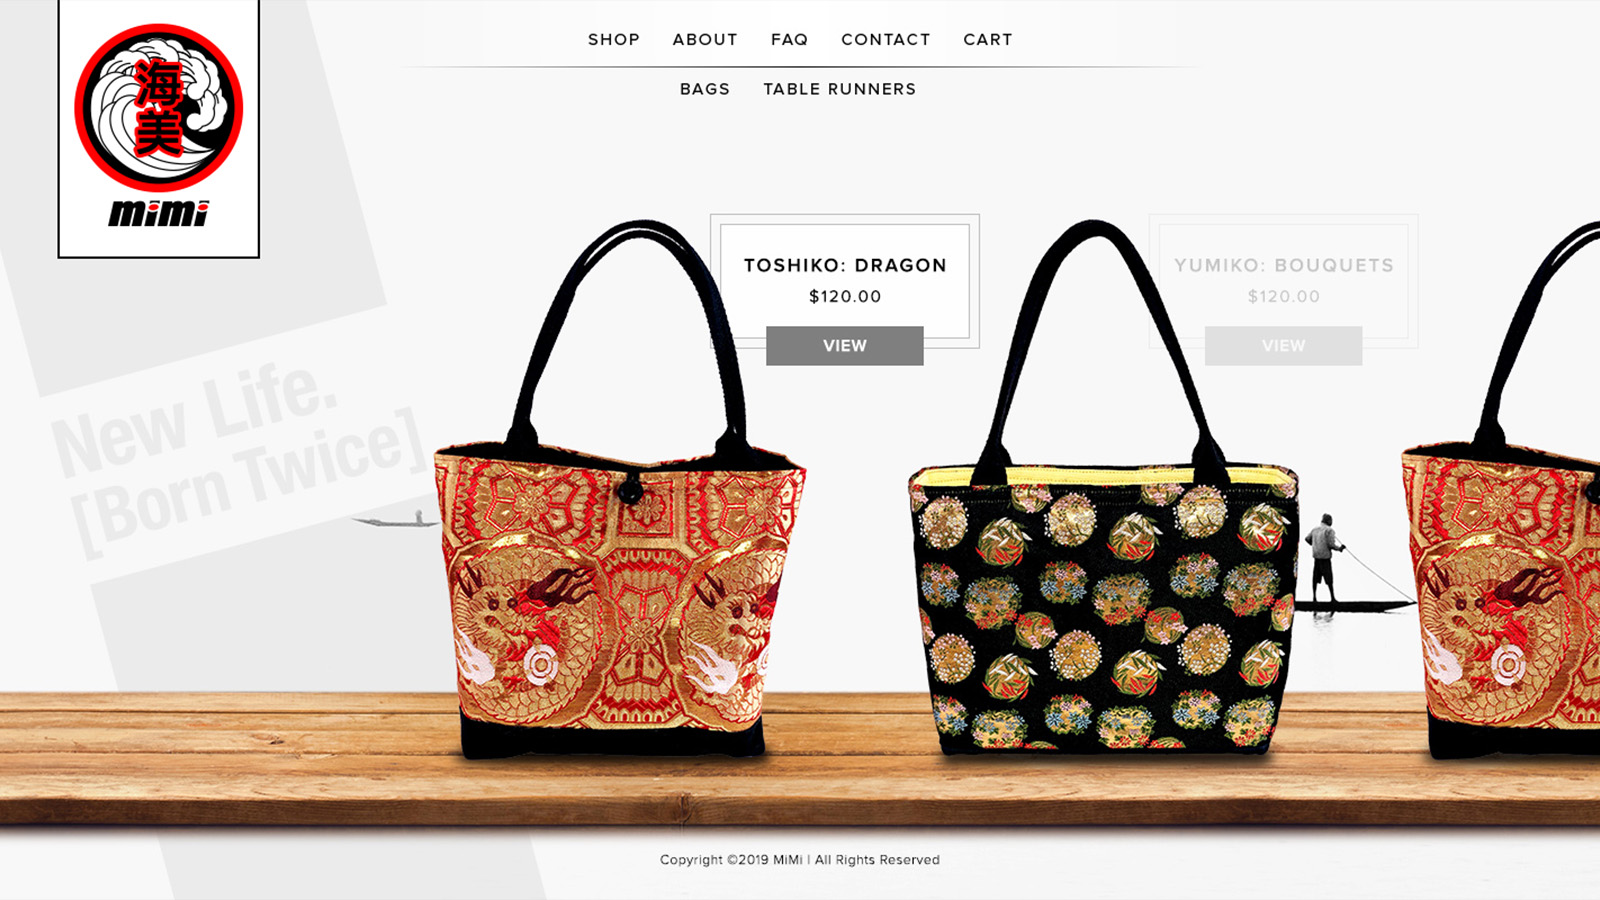 海
美
mimi
SHOP ABOUT FAQ CONTACT CART
BAGS TABLE RUNNERS
TOSHIKO: DRAGON
$120.00
VIEW
YUMIKO: BOUQUETS
$120.00
VIEW
New Life.
[Born Twice]
Copyright ©2019 MiMi | All Rights Reserved